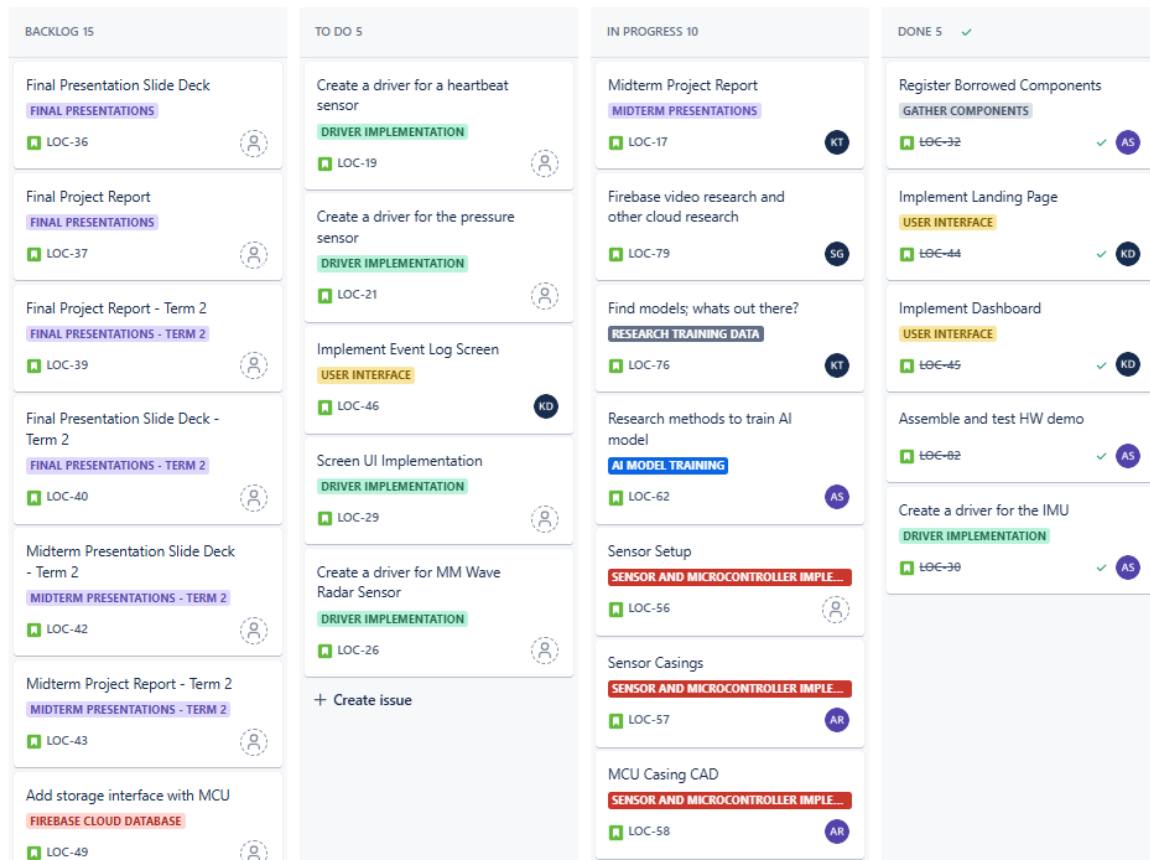 BACKLOG 15
Final Presentation Slide Deck
FINAL PRESENTATIONS
LOC-36
Final Project Report
FINAL PRESENTATIONS
LOC-37
Final Project Report - Term 2
FINAL PRESENTATIONS - TERM 2
LOC-39
Final Presentation Slide Deck -
Term 2
FINAL PRESENTATIONS - TERM 2
LOC-40
Midterm Presentation Slide Deck
- Term 2
MIDTERM PRESENTATIONS - TERM 2
LOC-42
Midterm Project Report - Term 2
MIDTERM PRESENTATIONS - TERM 2
LOC-43
Add storage interface with MCU
FIREBASE CLOUD DATABASE
LOC-49
TO DO 5
Create a driver for a heartbeat
sensor
DRIVER IMPLEMENTATION
LOC-19
Create a driver for the pressure
sensor
DRIVER IMPLEMENTATION
LOC-21
Implement Event Log Screen
USER INTERFACE
LOC-46
KD
Screen UI Implementation
DRIVER IMPLEMENTATION
LOC-29
Create a driver for MM Wave
Radar Sensor
DRIVER IMPLEMENTATION
LOC-26
+ Create issue
IN PROGRESS 10
Midterm Project Report
MIDTERM PRESENTATIONS
LOC-17
KT
Firebase video research and
other cloud research
LOC-79
SG
Find models; whats out there?
RESEARCH TRAINING DATA
LOC-76
KT
Research methods to train AI
model
AI MODEL TRAINING
LOC-62
AS
Sensor Setup
SENSOR AND MICROCONTROLLER IMPLE...
LOC-56
Sensor Casings
SENSOR AND MICROCONTROLLER IMPLE...
LOC-57
AR
MCU Casing CAD
SENSOR AND MICROCONTROLLER IMPLE...
LOC-58
AR
DONE 5
Register Borrowed Components
GATHER COMPONENTS
LOC-32
AS
Implement Landing Page
USER INTERFACE
LOC-44
KD
Implement Dashboard
USER INTERFACE
LOC-45
KD
Assemble and test HW demo
LOC-82
AS
Create a driver for the IMU
DRIVER IMPLEMENTATION
LOC-30
AS